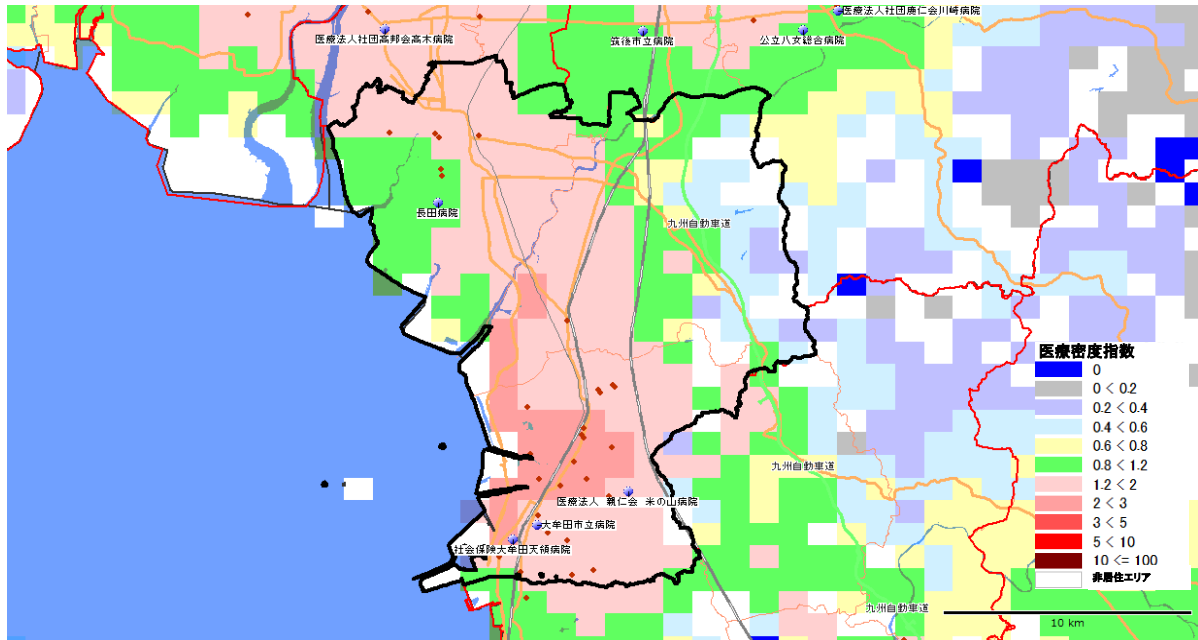 医療法人社団慶仁会川崎病院
医療法人社団高邦会高木病院
筑後市立病院
公立八女総合病院
長田病院
九州自動車道
医療密度指数
0
0 < 0.2
0.2 < 0.4
0.4 < 0.6
0.6 < 0.8
0.8 < 1.2
1.2 < 2
2 < 3
3 < 5
5 < 10
10 <= 100
非居住エリア
九州自動車道
医療法人 親仁会 米の山病院
大牟田市立病院
社会保険大牟田天領病院
九州自動車道
10 km